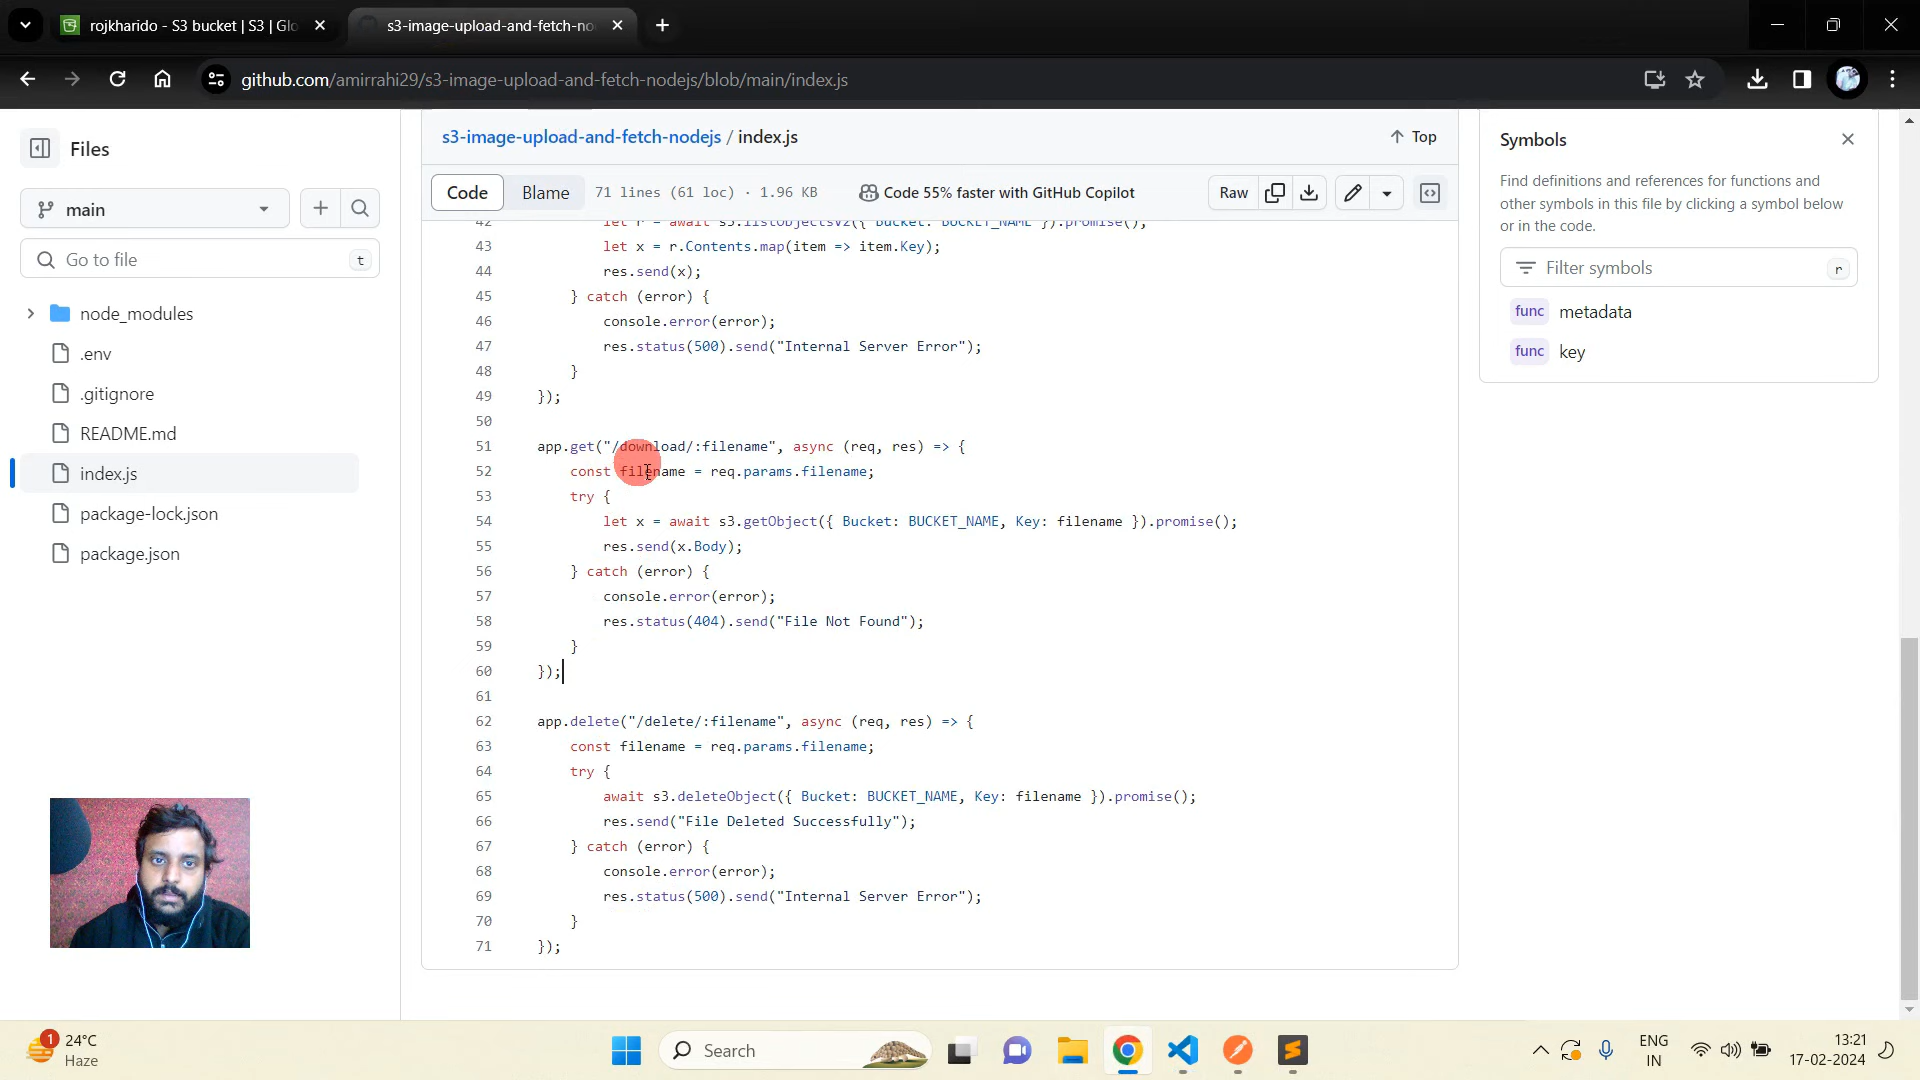 rojkharido - S3 bucket | S3 | Glo
s3-image-upload-and-fetch-no
github.com/amirrahi29/s3-image-upload-and-fetch-nodejs/blob/main/index.js
Files
main
Go to file
t
node_modules
.env
.gitignore
README.md
index.js
package-lock.json
package.json
s3-image-upload-and-fetch-nodejs / index.js
Top
Code
Blame
71 lines (61 loc) · 1.96 KB
Code 55% faster with GitHub Copilot
Raw
42 let r = await s3.listObjectsV2({ Bucket: BUCKET_NAME }).promise();
43 let x = r.Contents.map(item => item.Key);
44 res.send(x);
45 } catch (error) {
46 console.error(error);
47 res.status(500).send("Internal Server Error");
48 }
49 });
50
51 app.get("/download/:filename", async (req, res) => {
52 const filename = req.params.filename;
53 try {
54 let x = await s3.getObject({ Bucket: BUCKET_NAME, Key: filename }).promise();
55 res.send(x.Body);
56 } catch (error) {
57 console.error(error);
58 res.status(404).send("File Not Found");
59 }
60 });
61
62 app.delete("/delete/:filename", async (req, res) => {
63 const filename = req.params.filename;
64 try {
65 await s3.deleteObject({ Bucket: BUCKET_NAME, Key: filename }).promise();
66 res.send("File Deleted Successfully");
67 } catch (error) {
68 console.error(error);
69 res.status(500).send("Internal Server Error");
70 }
71 });
Symbols
Find definitions and references for functions and
other symbols in this file by clicking a symbol below
or in the code.
Filter symbols
r
func metadata
func key
1
24°C
Haze
Search
ENG
IN
13:21
17-02-2024